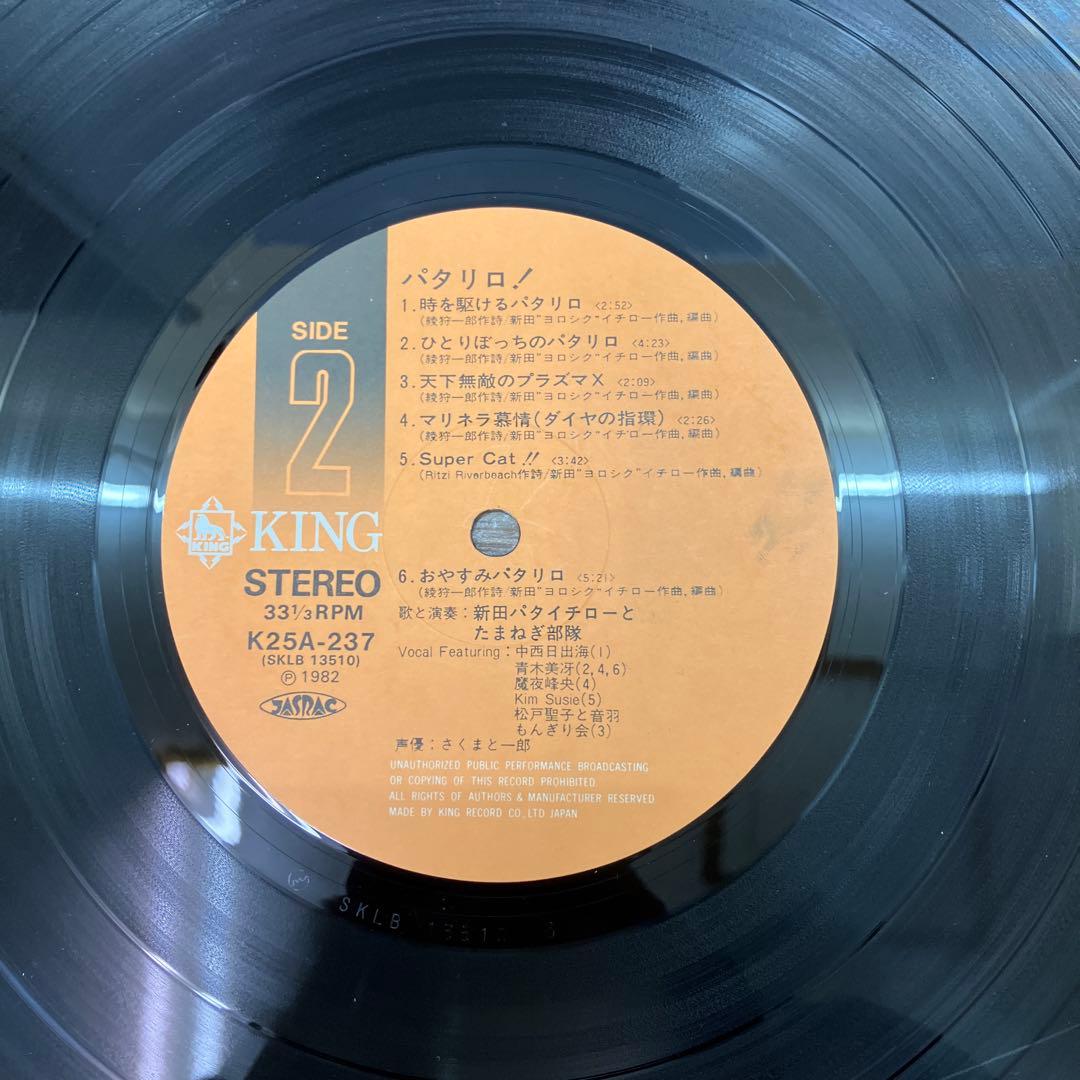 パタリロ!
1.時を駆けるパタリロ <2:52>
(綾狩一郎作詩/新田"ヨロシク"イチロー作曲,編曲)
2.ひとりぼっちのパタリロ <4:23>
(綾狩一郎作詩/新田"ヨロシク"イチロー作曲,編曲)
3.天下無敵のプラズマX <2:09>
(綾狩一郎作詩/新田"ヨロシク"イチロー作曲,編曲)
4.マリネラ慕情(ダイヤの指環) <2:26>
(綾狩一郎作詩/新田"ヨロシク"イチロー作曲,編曲)
5.Super Cat!! <3:42>
(Ritzi Riverbeach作詩/新田"ヨロシク"イチロー作曲,編曲)
SIDE
2
KING
KING
STEREO
33 1/3 RPM
K25A-237
(SKLB 13510)
Ⓟ 1982
JASRAC
6.おやすみパタリロ <5:21>
(綾狩一郎作詩/新田"ヨロシク"イチロー作曲,編曲)
歌と演奏:新田パタイチローと
たまねぎ部隊
Vocal Featuring:中西日出海(1)
青木美冴(2,4,6)
魔夜峰央(4)
Kim Susie(5)
松戸聖子と音羽
もんぎり会(3)
声優:さくまと一郎
UNAUTHORIZED PUBLIC PERFORMANCE BROADCASTING
OR COPYING OF THIS RECORD PROHIBITED.
ALL RIGHTS OF AUTHORS & MANUFACTURER RESERVED
MADE BY KING RECORD CO.,LTD JAPAN
SKLB